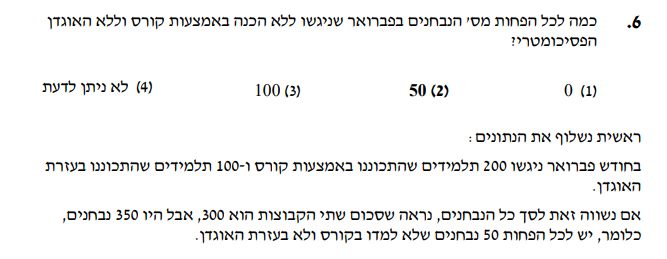 6. כמה לכל הפחות מס׳ הנבחנים בפברואר שניגשו ללא הכנה באמצעות קורס וללא האוגדן
הפסיכומטרי?
(1) 0 (2) 50 (3) 100 (4) לא ניתן לדעת
ראשית נשלוף את הנתונים:
בחודש פברואר ניגשו 200 תלמידים שהתכוננו באמצעות קורס ו-100 תלמידים שהתכוננו בעזרת
האוגדן.
אם נשווה זאת לסך כל הנבחנים, נראה שסכום שתי הקבוצות הוא 300, אבל היו 350 נבחנים,
כלומר, יש לכל הפחות 50 נבחנים שלא למדו בקורס ולא בעזרת האוגדן.